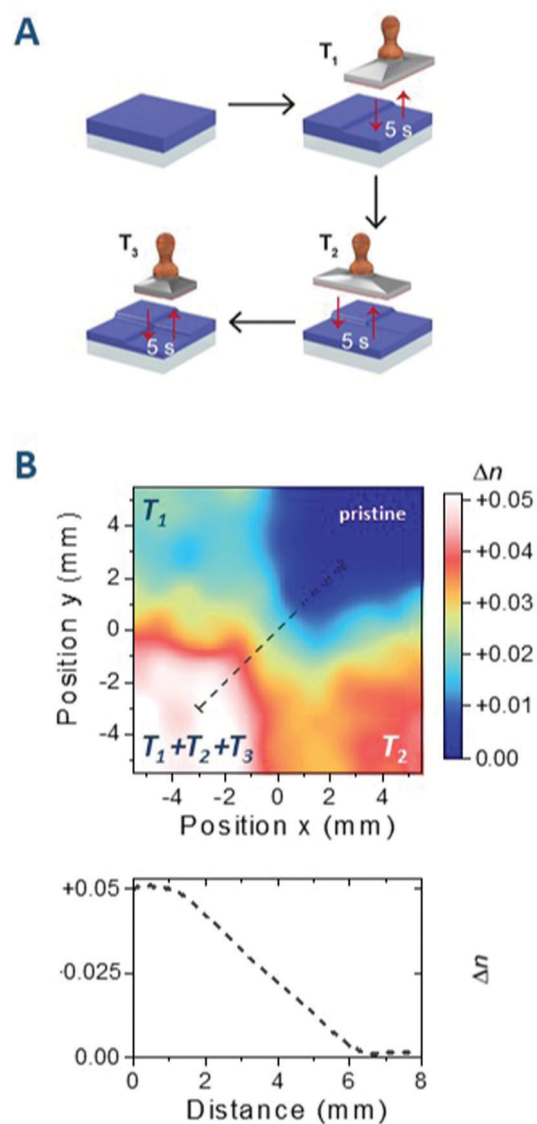 A
T1
5 s
T3
5 s
T2
5 s
B
Δn
T1
pristine
T1+T2+T3
T2
Position y (mm)
4
2
0
-2
-4
-4 -2 0 2 4
Position x (mm)
+0.05
+0.04
+0.03
+0.02
+0.01
0.00
+0.05
·0.025
0.00
0 2 4 6 8
Distance (mm)
Δn